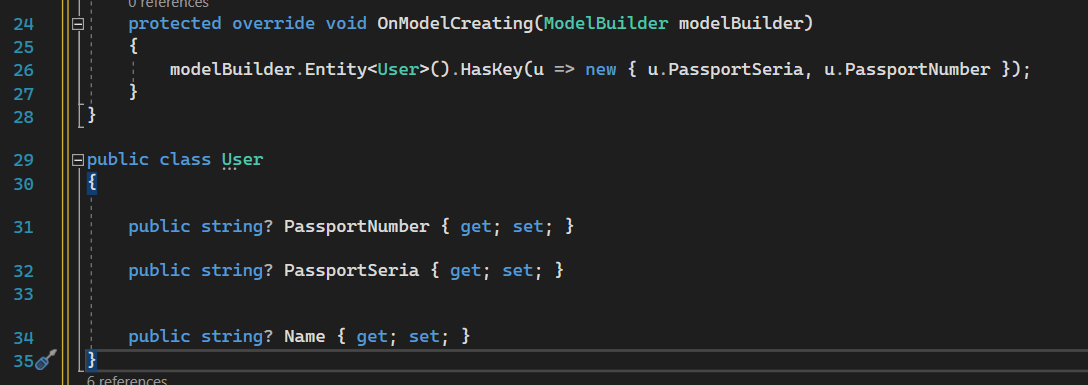 0 references
24 protected override void OnModelCreating(ModelBuilder modelBuilder)
25 {
26 modelBuilder.Entity<User>().HasKey(u => new { u.PassportSeria, u.PassportNumber });
27 }
28 }
29 public class User
30 {
31 public string? PassportNumber { get; set; }
32 public string? PassportSeria { get; set; }
33
34 public string? Name { get; set; }
35 }
6 references